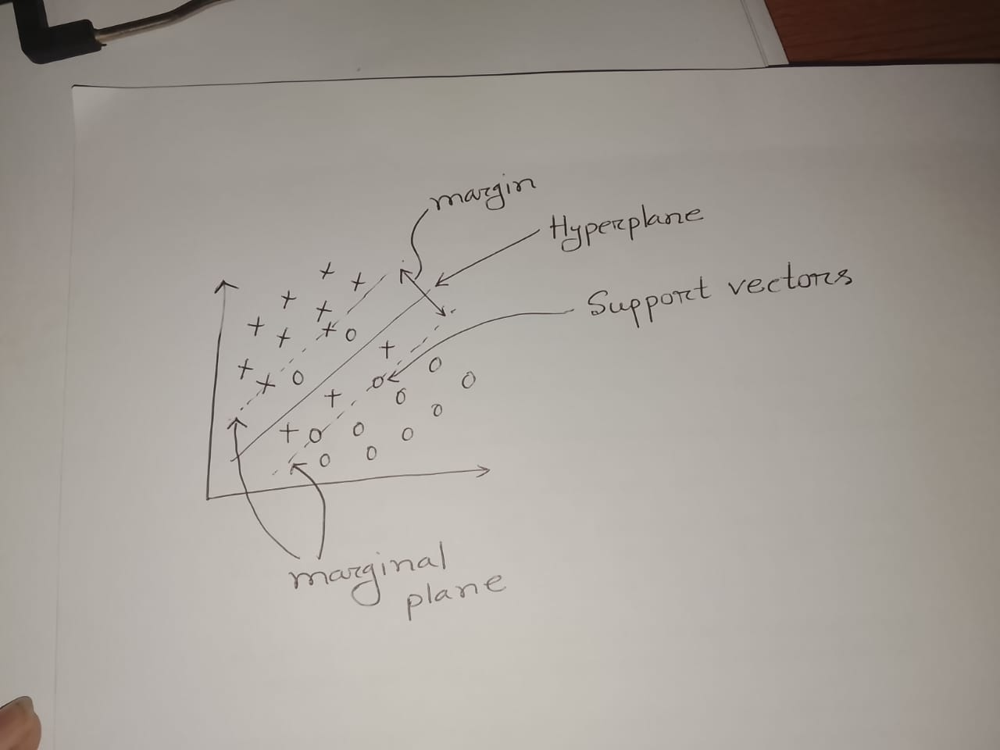 margin
Hyperplane
Support vectors
marginal
plane